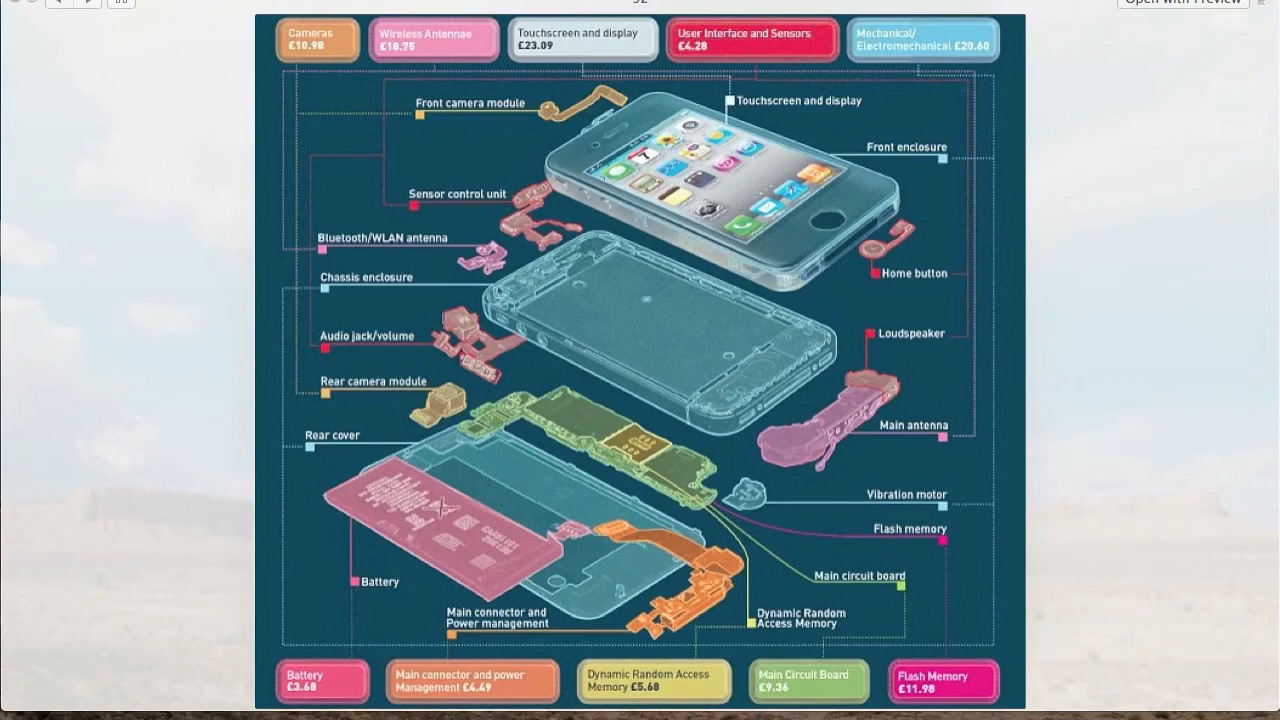 Open with Preview
Cameras
£10.98
Wireless Antennae
£18.75
Touchscreen and display
£23.09
User Interface and Sensors
£4.28
Mechanical/
Electromechanical £20.60
Front camera module
Touchscreen and display
Front enclosure
Sensor control unit
Bluetooth/WLAN antenna
Home button
Chassis enclosure
Loudspeaker
Audio jack/volume
Rear camera module
Main antenna
Rear cover
Vibration motor
Flash memory
Main circuit board
Battery
Main connector and
Power management
Dynamic Random
Access Memory
Battery
£3.68
Main connector and power
Management £4.49
Dynamic Random Access
Memory £5.68
Main Circuit Board
£9.36
Flash Memory
£11.98